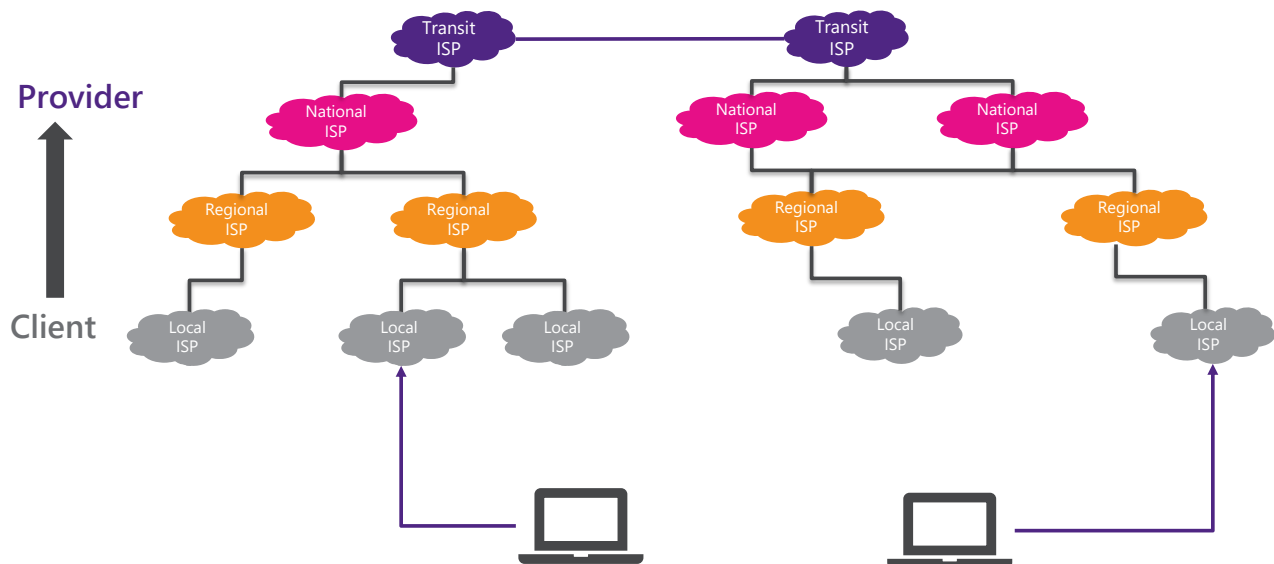 Transit
ISP
Transit
ISP
Provider
National
ISP
National
ISP
National
ISP
Regional
ISP
Regional
ISP
Regional
ISP
Regional
ISP
Client
Local
ISP
Local
ISP
Local
ISP
Local
ISP
Local
ISP